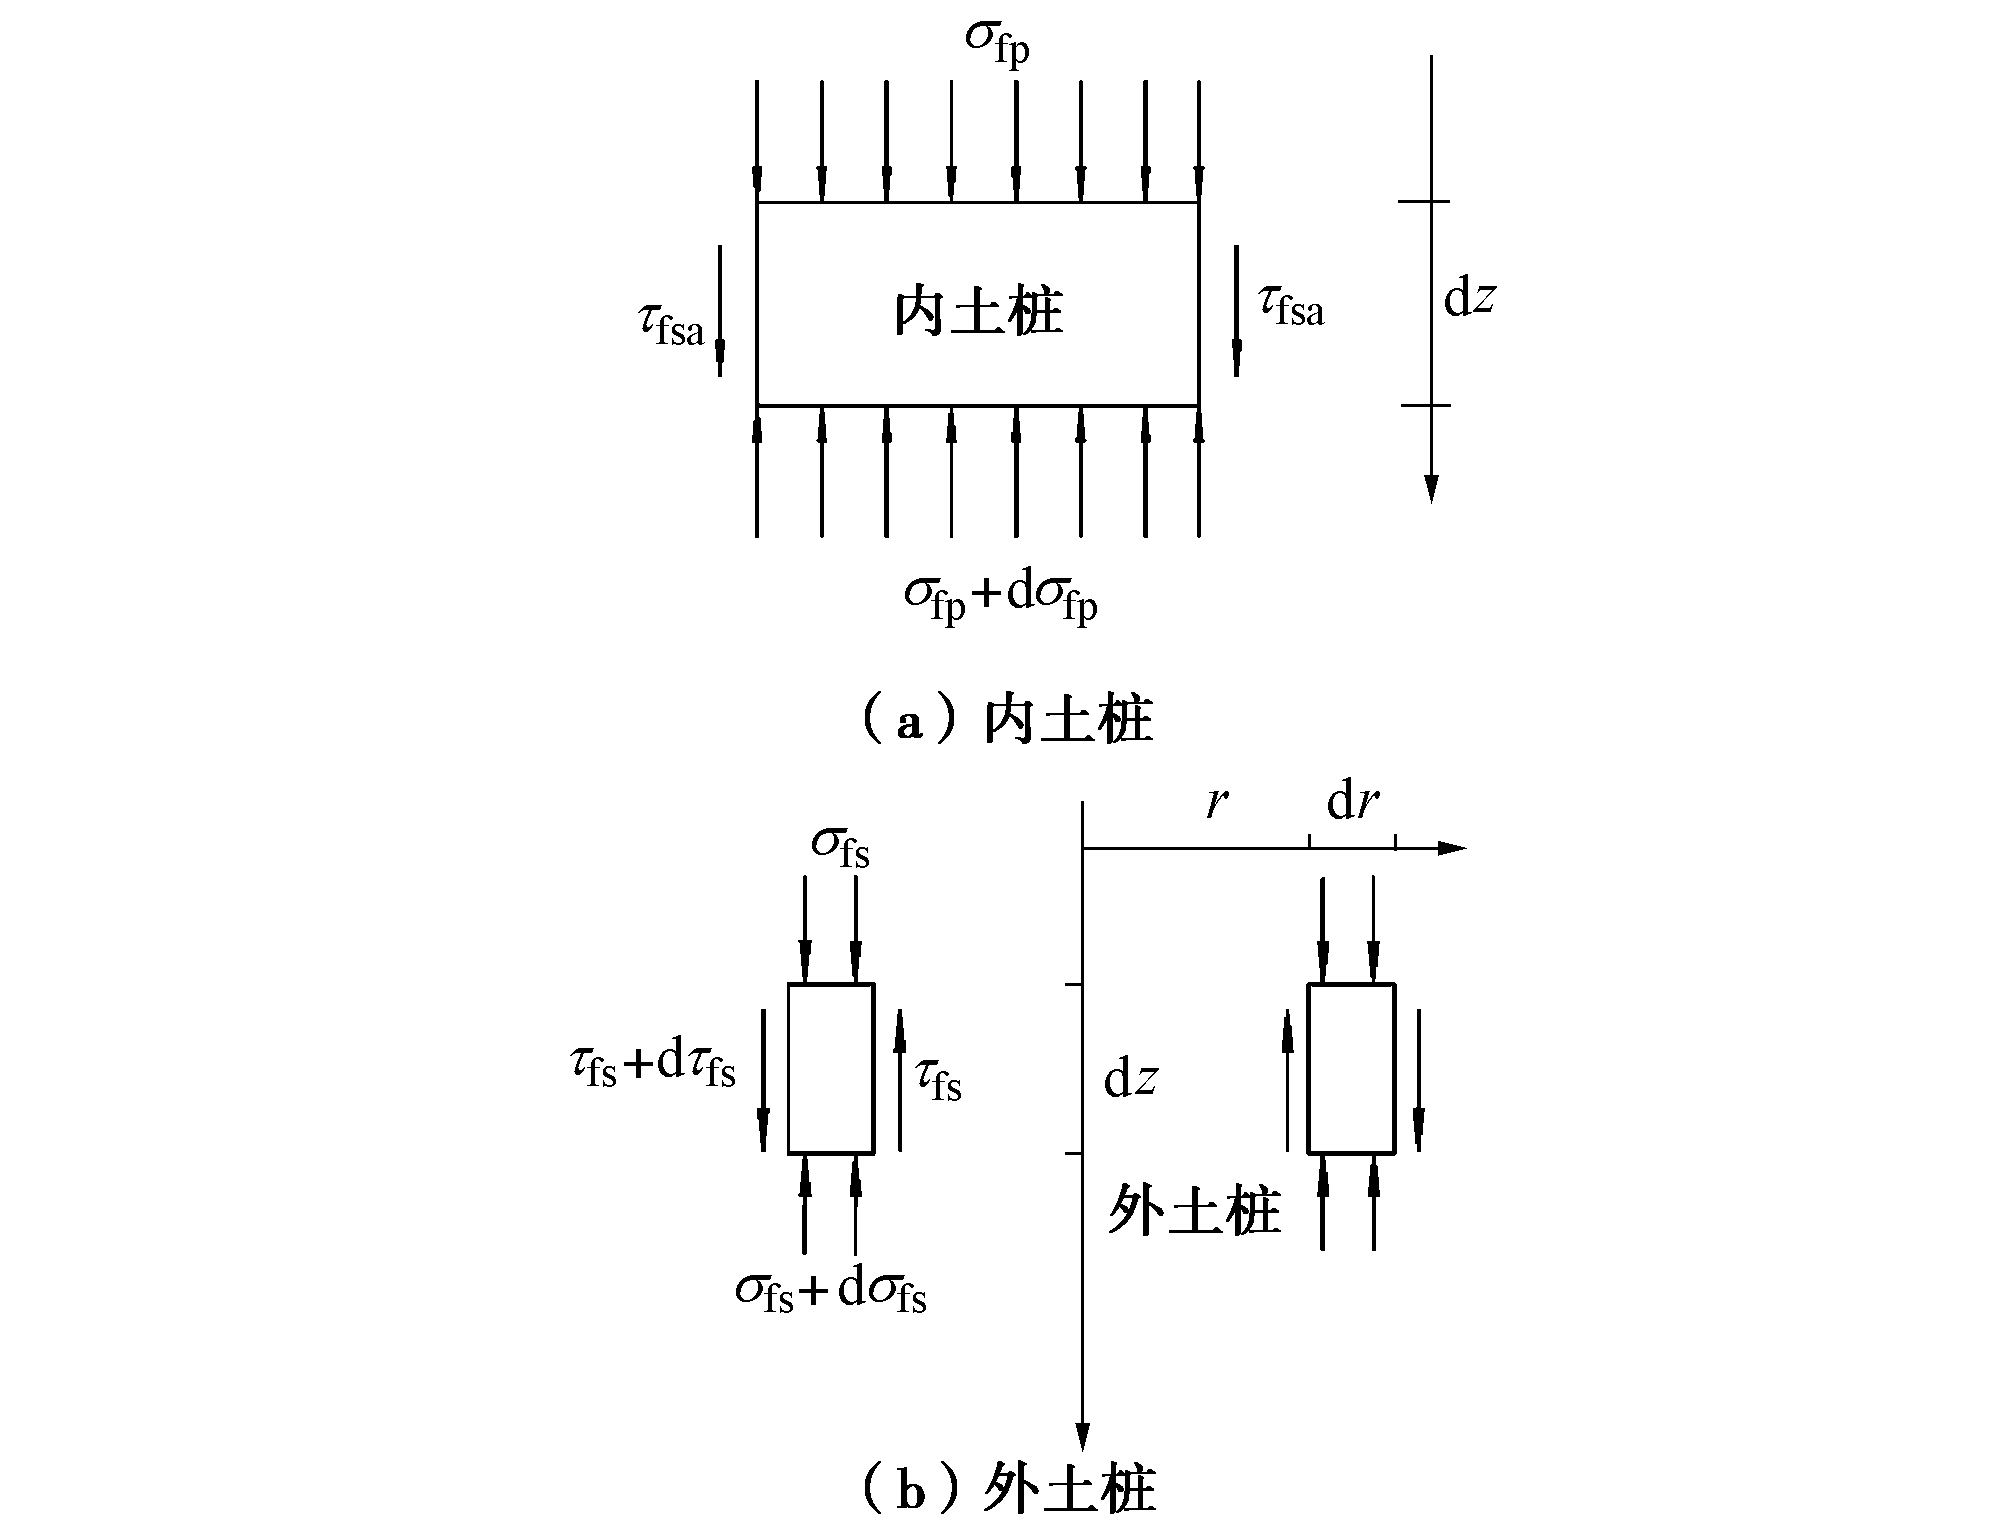 σfp
内土桩
τfsa
τfsa
dz
σfp+dσfp
（a）内土桩
r
dr
σfs
τfs+dτfs
τfs
dz
外土桩
σfs+dσfs
（b）外土桩